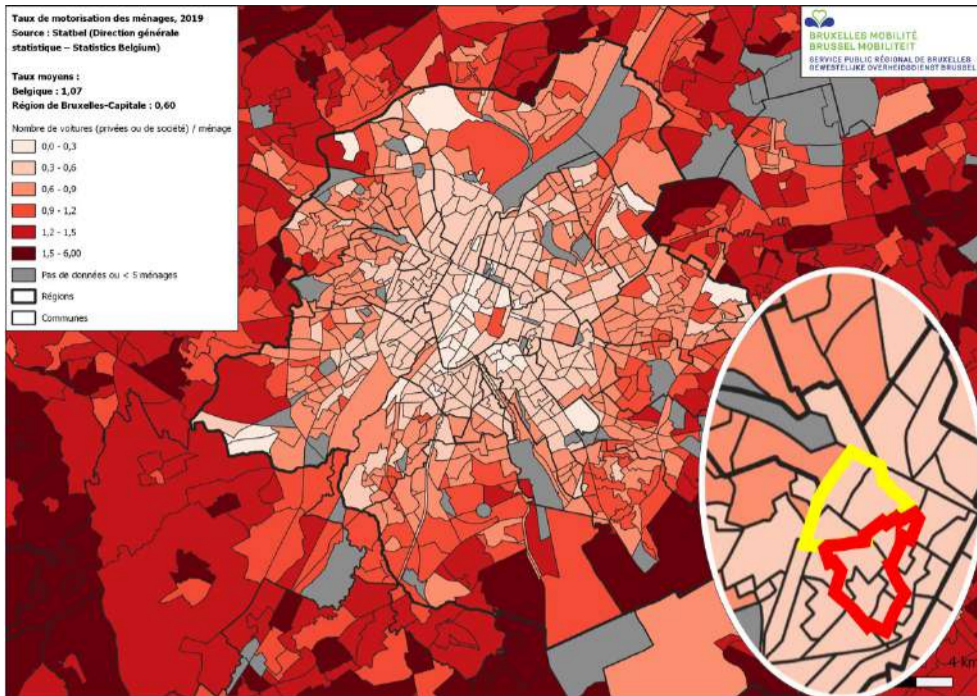 Taux de motorisation des ménages, 2019
Source : Statbel (Direction générale
statistique – Statistics Belgium)
Taux moyens :
Belgique : 1,07
Région de Bruxelles-Capitale : 0,60
Nombre de voitures (privées ou de société) / ménage
0,0 - 0,3
0,3 - 0,6
0,6 - 0,9
0,9 - 1,2
1,2 - 1,5
1,5 - 6,00
Pas de données ou < 5 ménages
Régions
Communes
BRUXELLES MOBILITÉ
BRUSSEL MOBILITEIT
SERVICE PUBLIC RÉGIONAL DE BRUXELLES
GEWESTELIJKE OVERHEIDSDIENST BRUSSEL
4 km